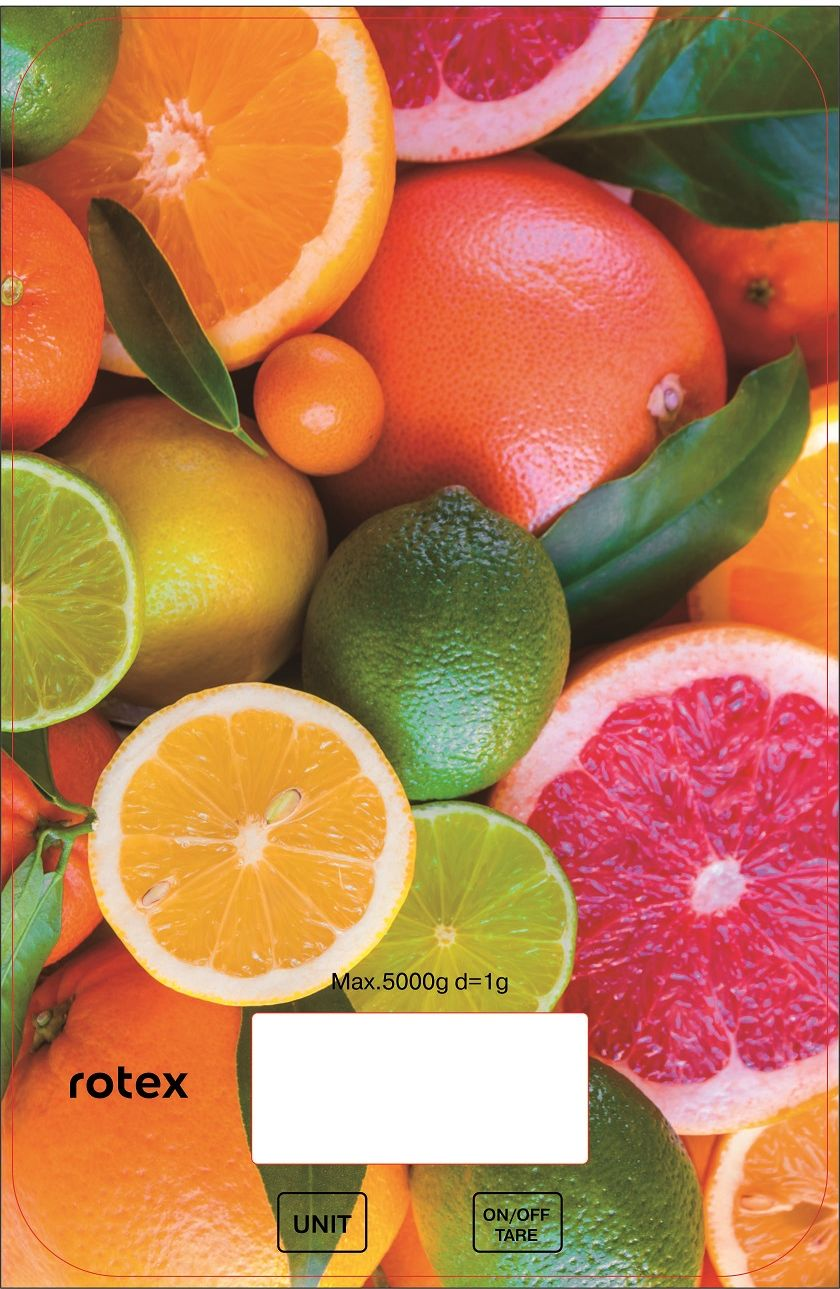 Max.5000g d=1g
rotex
UNIT
ON/OFF
TARE